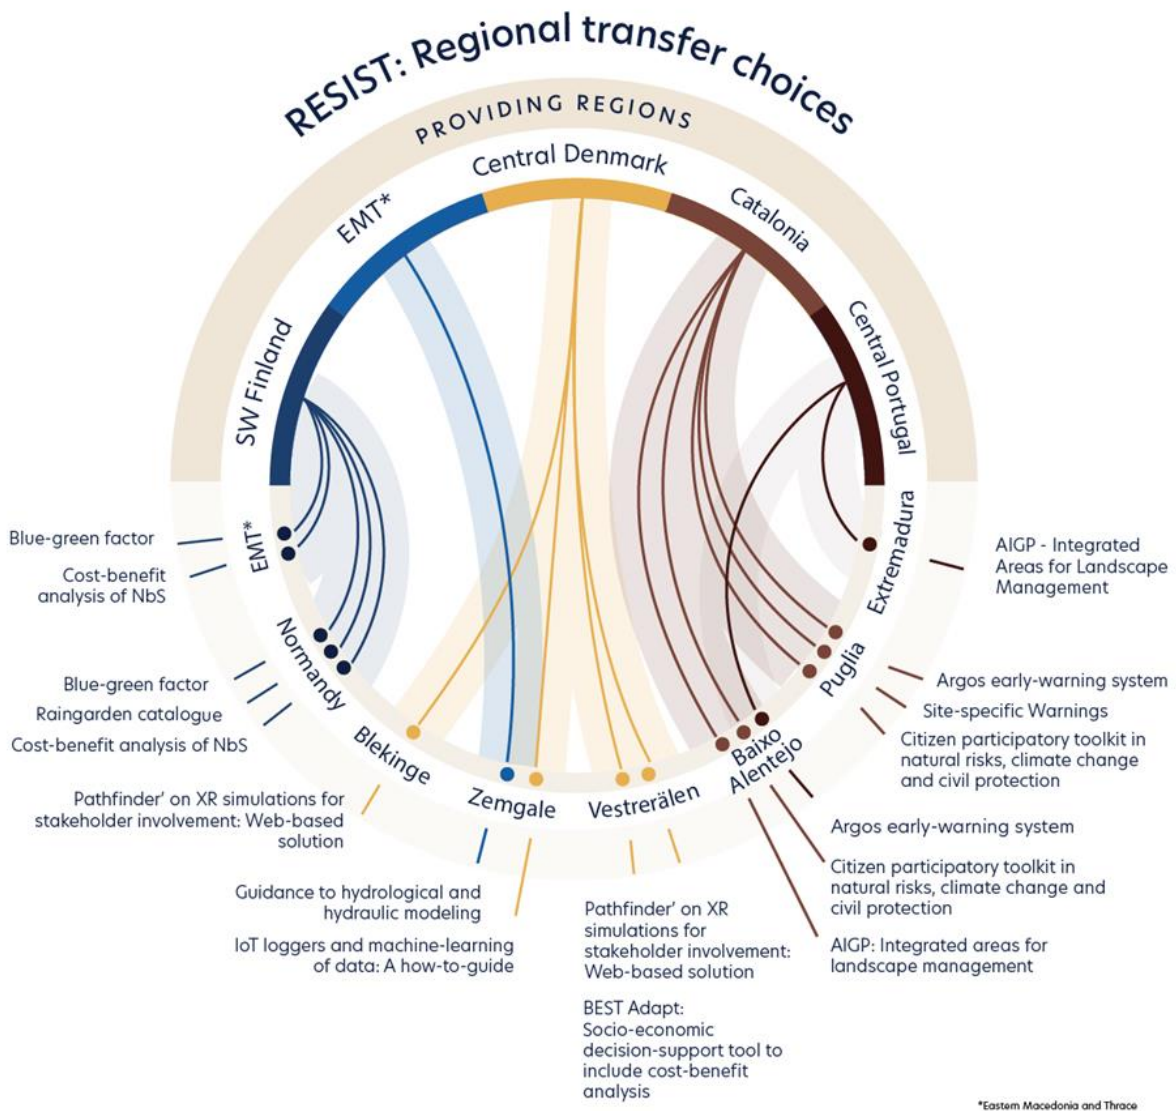 RESIST: Regional transfer choices
PROVIDING REGIONS
Central Denmark
EMT*
Catalonia
SW Finland
Central Portugal
EMT*
Extremadura
Normandy
Puglia
Blekinge
Baixo
Alentejo
Zemgale
Vestrerälen
Blue-green factor
Cost-benefit
analysis of NbS
Blue-green factor
Raingarden catalogue
Cost-benefit analysis of NbS
Pathfinder' on XR simulations for
stakeholder involvement: Web-based
solution
Guidance to hydrological and
hydraulic modeling
IoT loggers and machine-learning
of data: A how-to-guide
Pathfinder' on XR
simulations for
stakeholder involvement:
Web-based solution
BEST Adapt:
Socio-economic
decision-support tool to
include cost-benefit
analysis
AIGP - Integrated
Areas for Landscape
Management
Argos early-warning system
Site-specific Warnings
Citizen participatory toolkit in
natural risks, climate change
and civil protection
Argos early-warning system
Citizen participatory toolkit in
natural risks, climate change and
civil protection
AIGP: Integrated areas for
landscape management
*Eastern Macedonia and Thrace